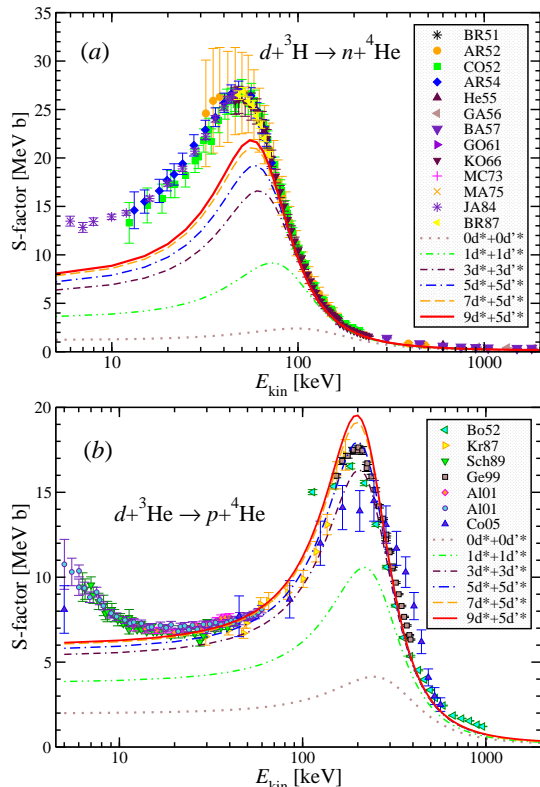 (a)
d+³H → n+⁴He
S-factor [MeV b]
35
30
25
20
15
10
5
0
10
100
1000
E_kin [keV]
BR51
AR52
CO52
AR54
He55
GA56
BA57
GO61
KO66
MC73
MA75
JA84
BR87
0d*+0d'*
1d*+1d'*
3d*+3d'*
5d*+5d'*
7d*+5d'*
9d*+5d'*
(b)
d+³He → p+⁴He
S-factor [MeV b]
20
15
10
5
0
10
100
1000
E_kin [keV]
Bo52
Kr87
Sch89
Ge99
Al01
Al01
Co05
0d*+0d'*
1d*+1d'*
3d*+3d'*
5d*+5d'*
7d*+5d'*
9d*+5d'*